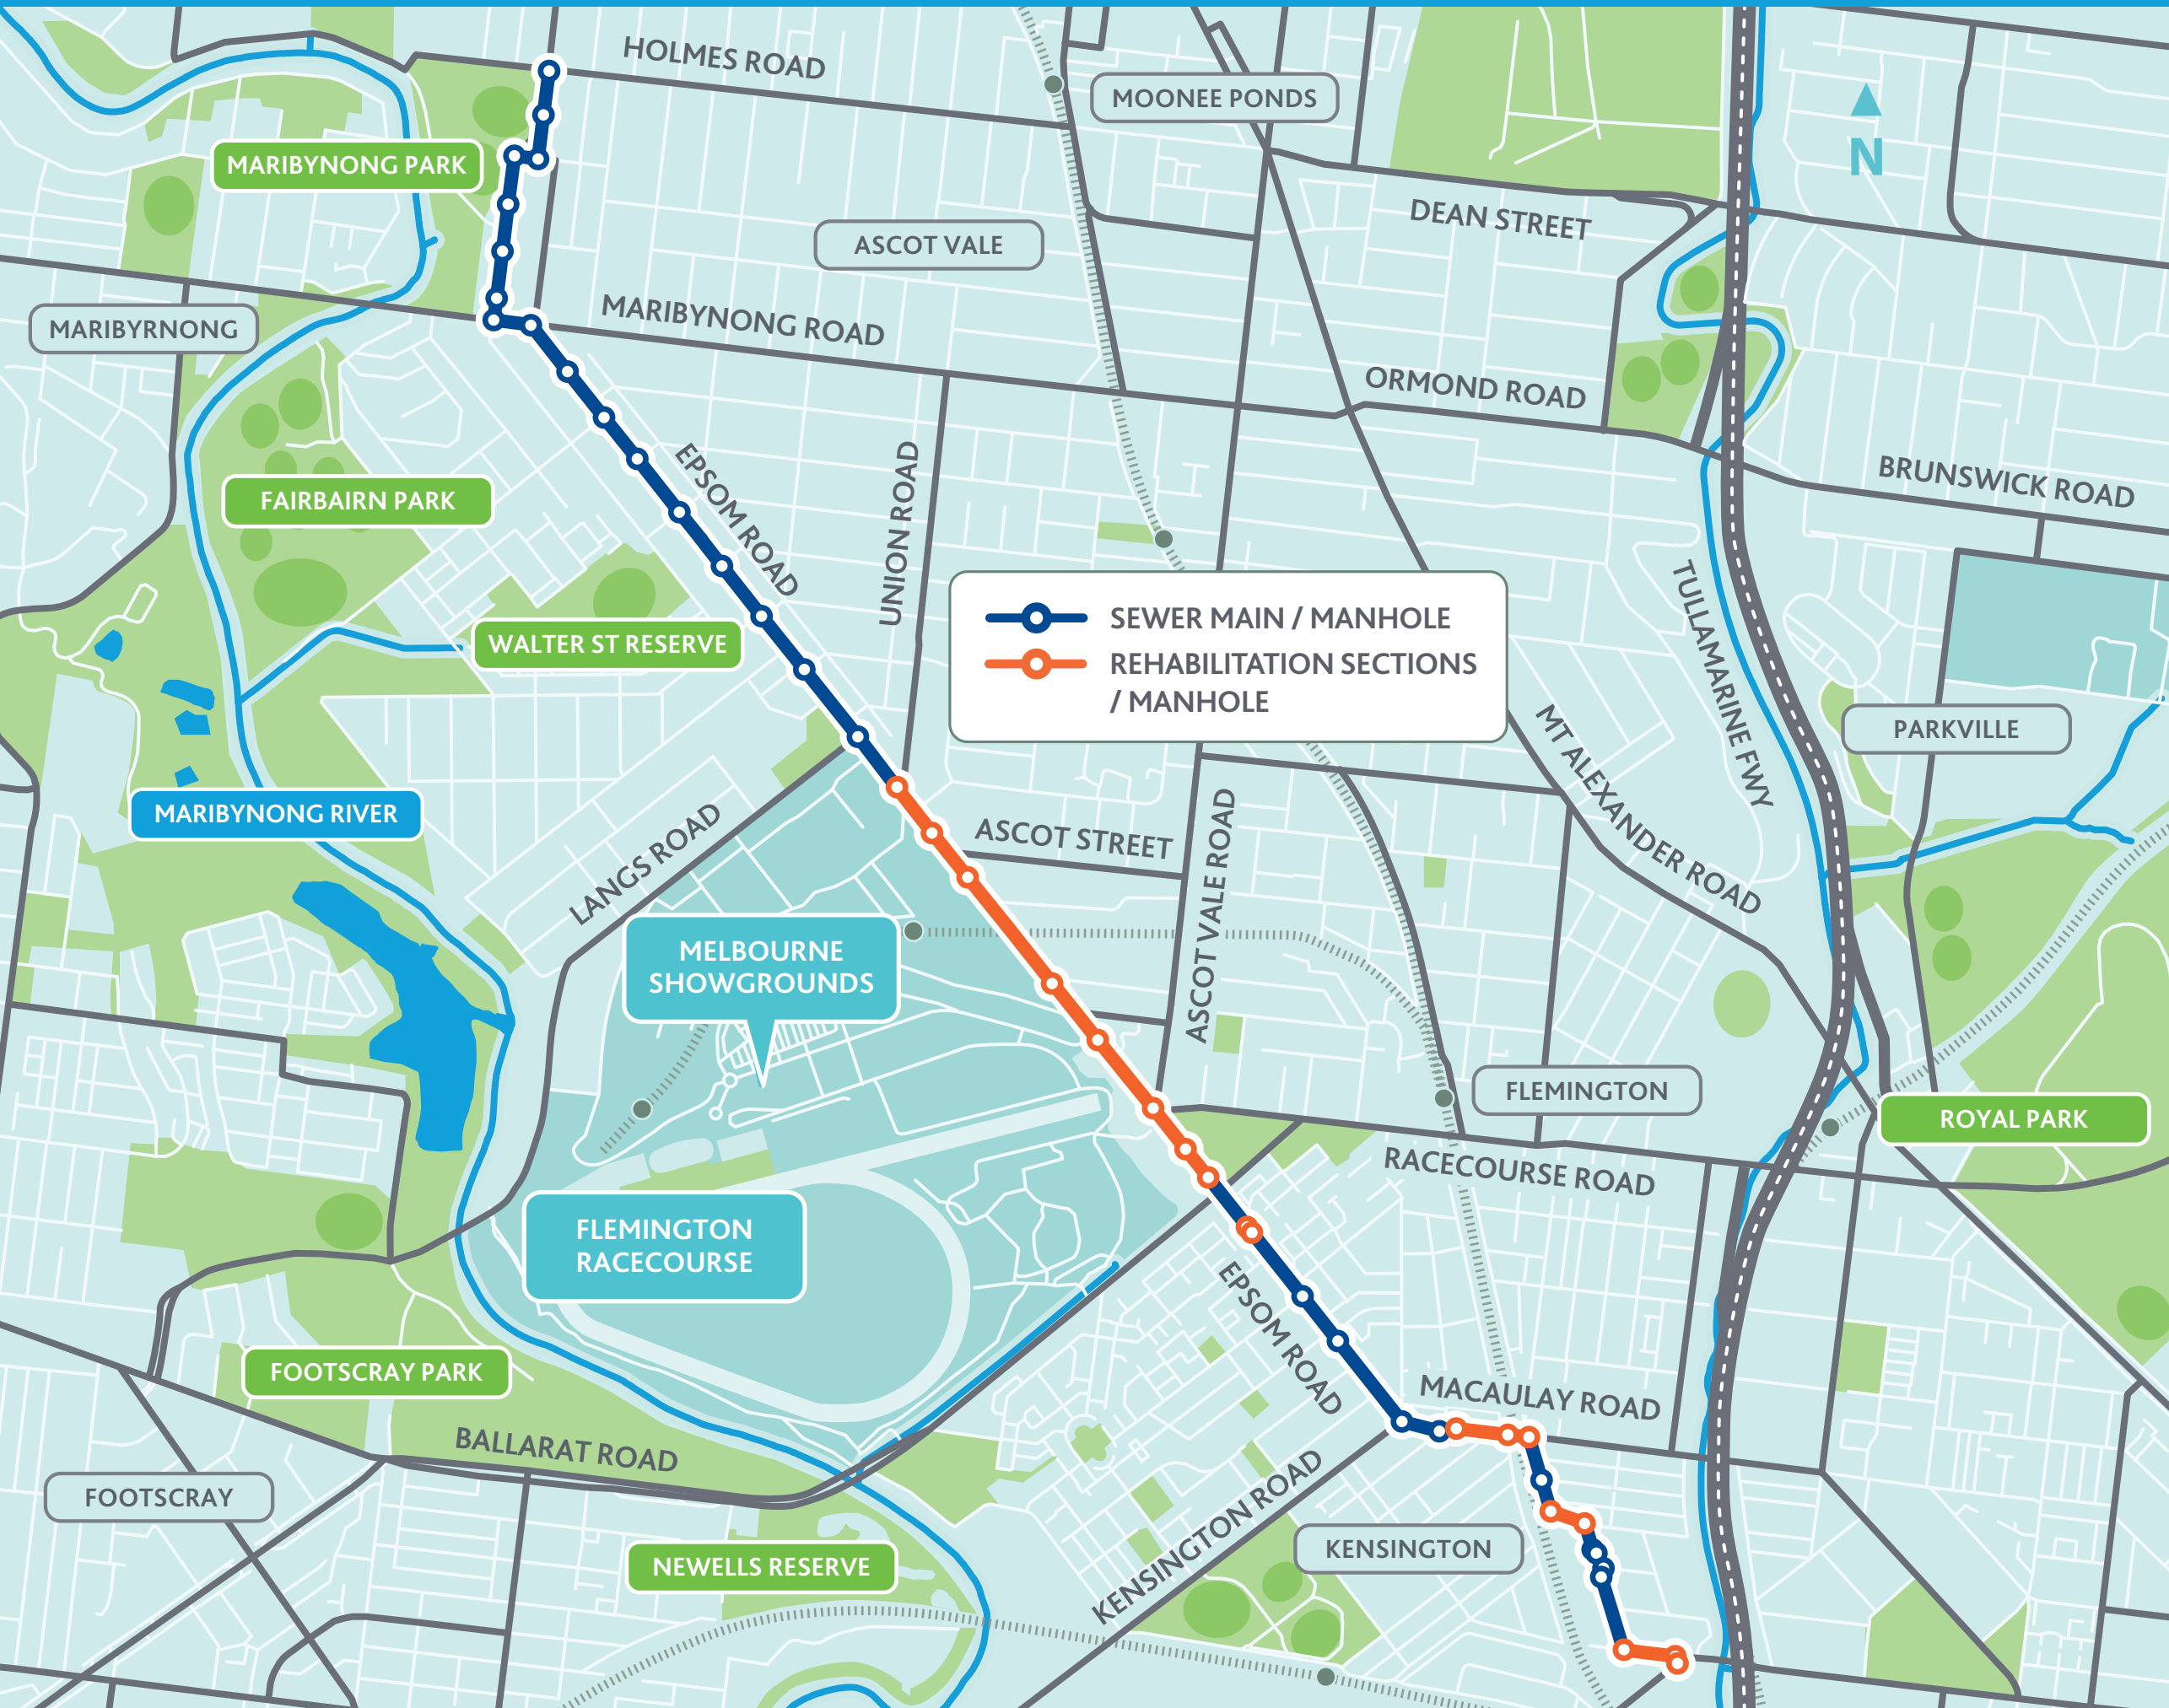 HOLMES ROAD
MOONEE PONDS
N
MARIBYNONG PARK
DEAN STREET
ASCOT VALE
MARIBYRNONG
MARIBYNONG ROAD
ORMOND ROAD
BRUNSWICK ROAD
FAIRBAIRN PARK
EPSOM ROAD
UNION ROAD
SEWER MAIN / MANHOLE
REHABILITATION SECTIONS
/ MANHOLE
WALTER ST RESERVE
TULLAMARINE FWY
PARKVILLE
MT ALEXANDER ROAD
MARIBYNONG RIVER
LANGS ROAD
ASCOT STREET
ASCOT VALE ROAD
MELBOURNE
SHOWGROUNDS
FLEMINGTON
ROYAL PARK
RACECOURSE ROAD
FLEMINGTON
RACECOURSE
EPSOM ROAD
FOOTSCRAY PARK
MACAULAY ROAD
BALLARAT ROAD
FOOTSCRAY
KENSINGTON ROAD
KENSINGTON
NEWELLS RESERVE